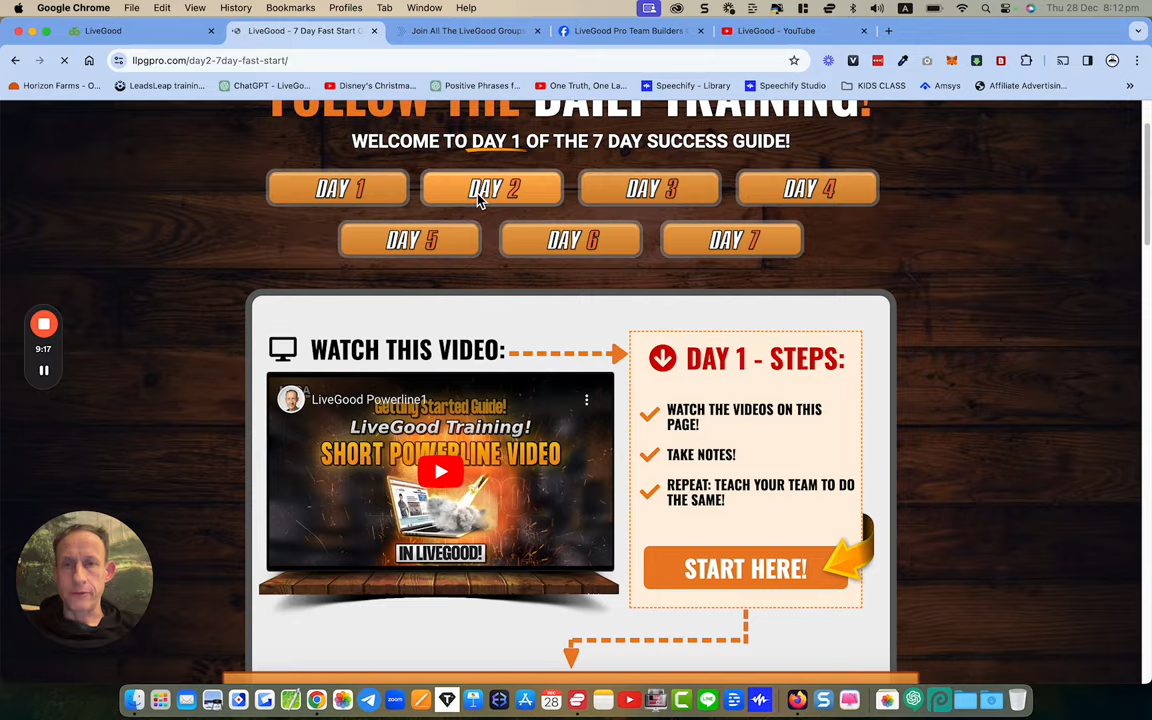 Google Chrome File Edit View History Bookmarks Profiles Tab Window Help
Thu 28 Dec 8:12 pm
LiveGood
LiveGood - 7 Day Fast Start
Join All The LiveGood Groups
LiveGood Pro Team Builders
LiveGood - YouTube
llpgpro.com/day2-7day-fast-start/
Horizon Farms - O...
LeadsLeap trainin...
ChatGPT - LiveGo...
Disney's Christma...
Positive Phrases f...
One Truth, One La...
Speechify - Library
Speechify Studio
KIDS CLASS
Amsys
Affiliate Advertisin...
FOLLOW THE DAILY TRAINING!
WELCOME TO DAY 1 OF THE 7 DAY SUCCESS GUIDE!
DAY 1
DAY 2
DAY 3
DAY 4
DAY 5
DAY 6
DAY 7
9:17
WATCH THIS VIDEO:
LiveGood Powerline1
Getting Started Guide!
LiveGood Training!
SHORT POWERLINE VIDEO
IN LIVEGOOD!
DAY 1 - STEPS:
WATCH THE VIDEOS ON THIS
PAGE!
TAKE NOTES!
REPEAT: TEACH YOUR TEAM TO DO
THE SAME!
START HERE!
zoom
DEC
28
LINE